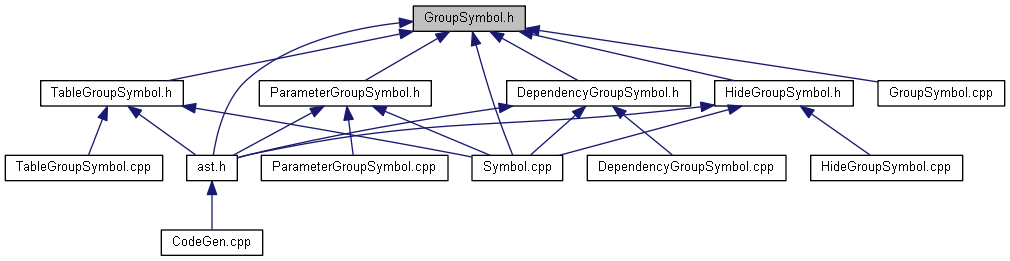 GroupSymbol.h
TableGroupSymbol.h
ParameterGroupSymbol.h
DependencyGroupSymbol.h
HideGroupSymbol.h
GroupSymbol.cpp
TableGroupSymbol.cpp
ast.h
ParameterGroupSymbol.cpp
Symbol.cpp
DependencyGroupSymbol.cpp
HideGroupSymbol.cpp
CodeGen.cpp